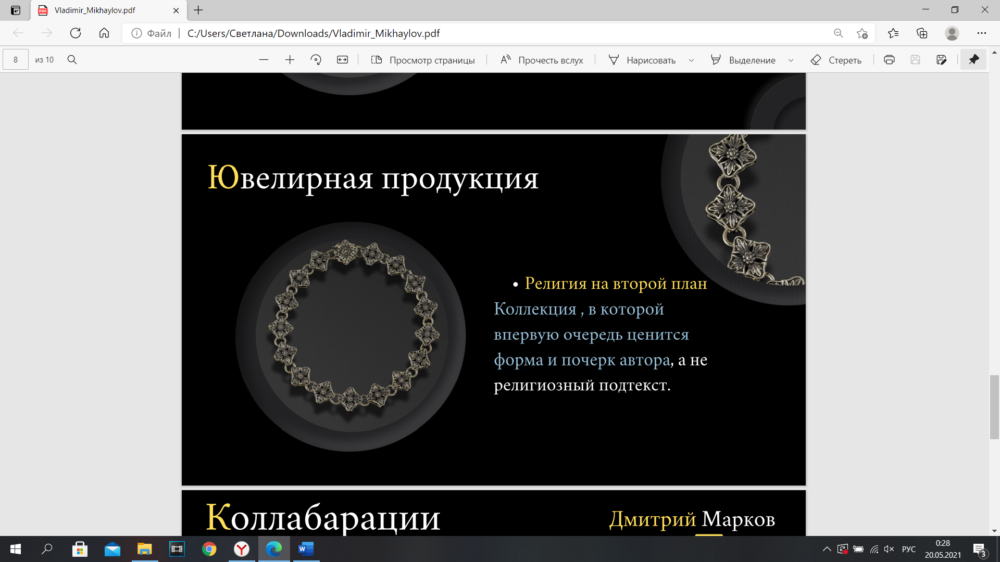 Vladimir_Mikhaylov.pdf
Файл | C:/Users/Светлана/Downloads/Vladimir_Mikhaylov.pdf
8 из 10
Просмотр страницы
Прочесть вслух
Нарисовать
Выделение
Стереть
Ювелирная продукция
• Религия на второй план
Коллекция , в которой
впервую очередь ценится
форма и почерк автора, а не
религиозный подтекст.
Коллабарации
Дмитрий Марков
РУС
0:28
20.05.2021
3